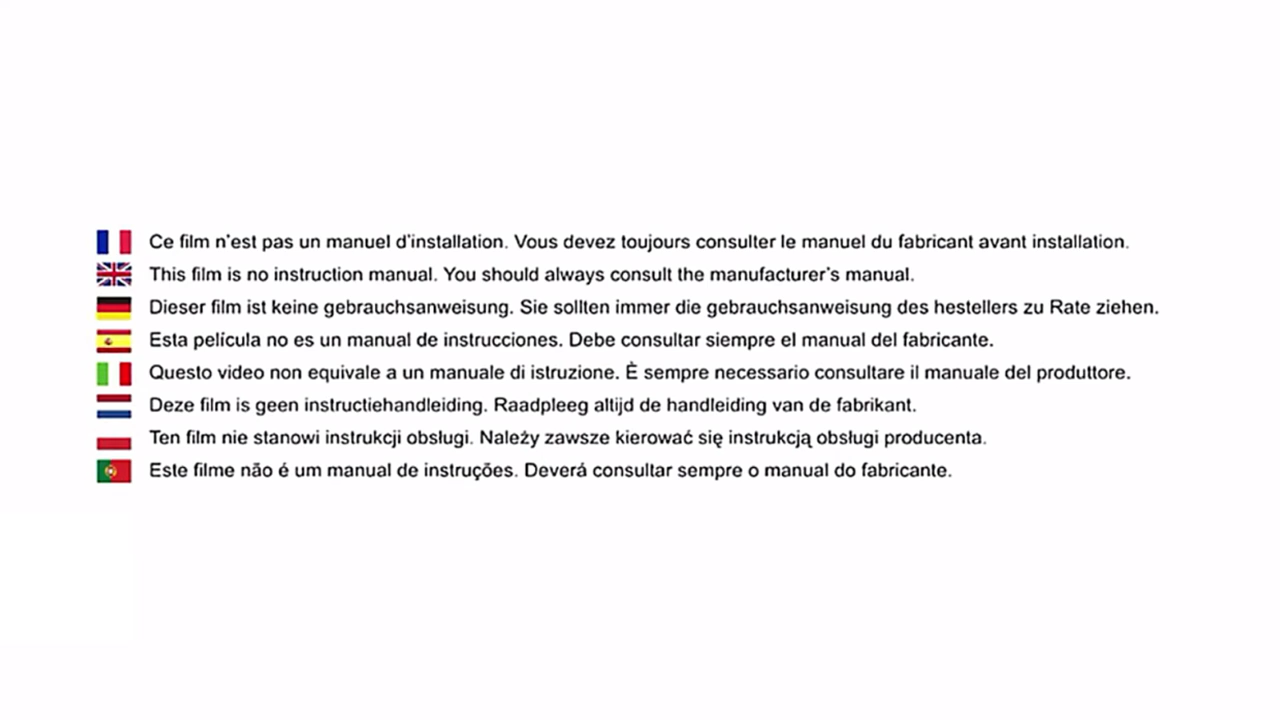 Ce film n'est pas un manuel d'installation. Vous devez toujours consulter le manuel du fabricant avant installation.
This film is no instruction manual. You should always consult the manufacturer's manual.
Dieser film ist keine gebrauchsanweisung. Sie sollten immer die gebrauchsanweisung des hestellers zu Rate ziehen.
Esta película no es un manual de instrucciones. Debe consultar siempre el manual del fabricante.
Questo video non equivale a un manuale di istruzione. È sempre necessario consultare il manuale del produttore.
Deze film is geen instructiehandleiding. Raadpleeg altijd de handleiding van de fabrikant.
Ten film nie stanowi instrukcji obsługi. Należy zawsze kierować się instrukcją obsługi producenta.
Este filme não é um manual de instruções. Deverá consultar sempre o manual do fabricante.